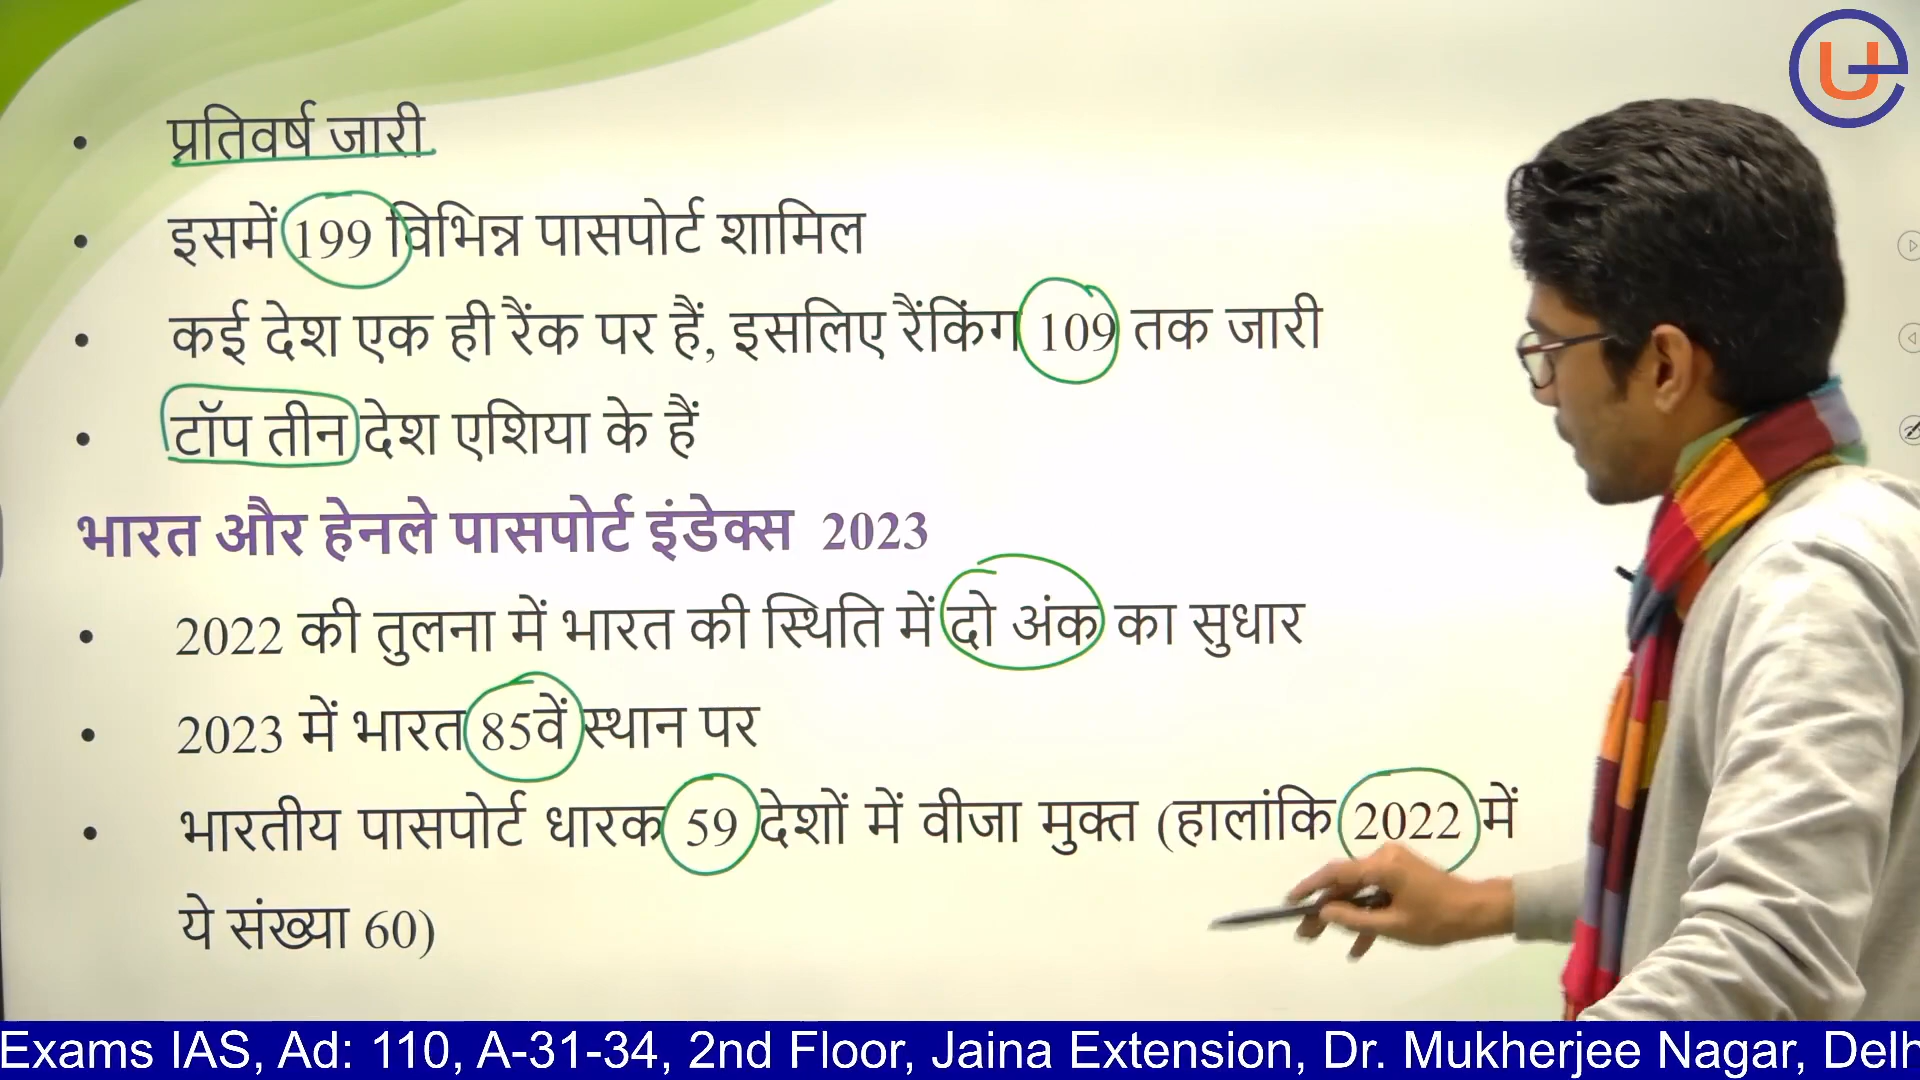 • प्रतिवर्ष जारी
• इसमें 199 विभिन्न पासपोर्ट शामिल
• कई देश एक ही रैंक पर हैं, इसलिए रैंकिंग 109 तक जारी
• टॉप तीन देश एशिया के हैं
भारत और हेनले पासपोर्ट इंडेक्स 2023
• 2022 की तुलना में भारत की स्थिति में दो अंक का सुधार
• 2023 में भारत 85वें स्थान पर
• भारतीय पासपोर्ट धारक 59 देशों में वीजा मुक्त (हालांकि 2022 में
ये संख्या 60)
Exams IAS, Ad: 110, A-31-34, 2nd Floor, Jaina Extension, Dr. Mukherjee Nagar, Delh